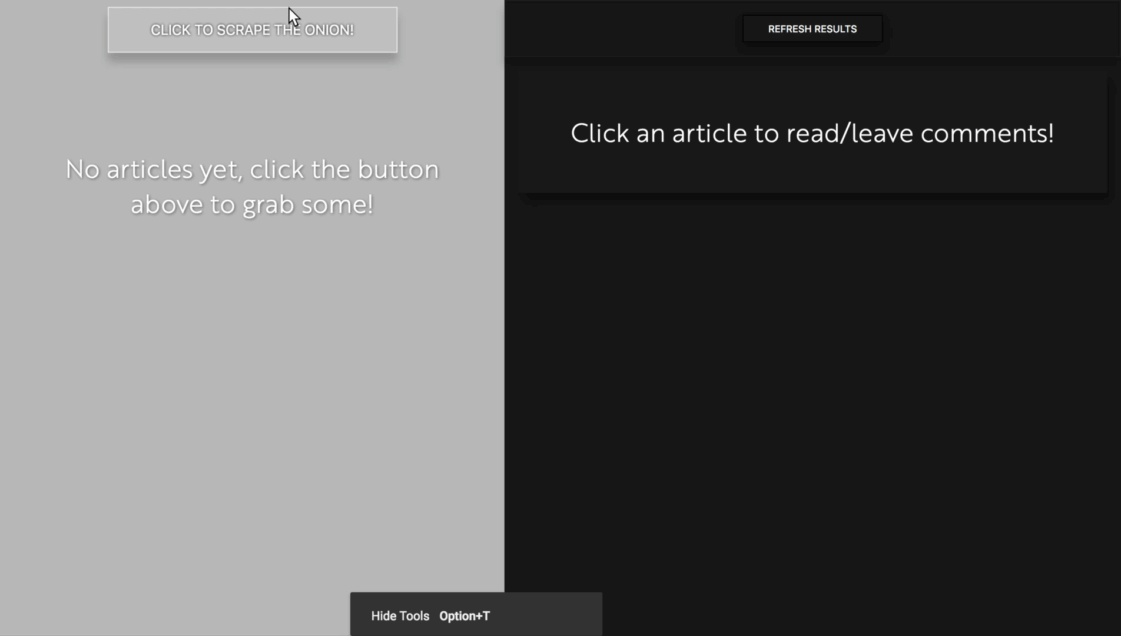 CLICK TO SCRAPE THE ONION!
No articles yet, click the button
above to grab some!
REFRESH RESULTS
Click an article to read/leave comments!
Hide Tools Option+T